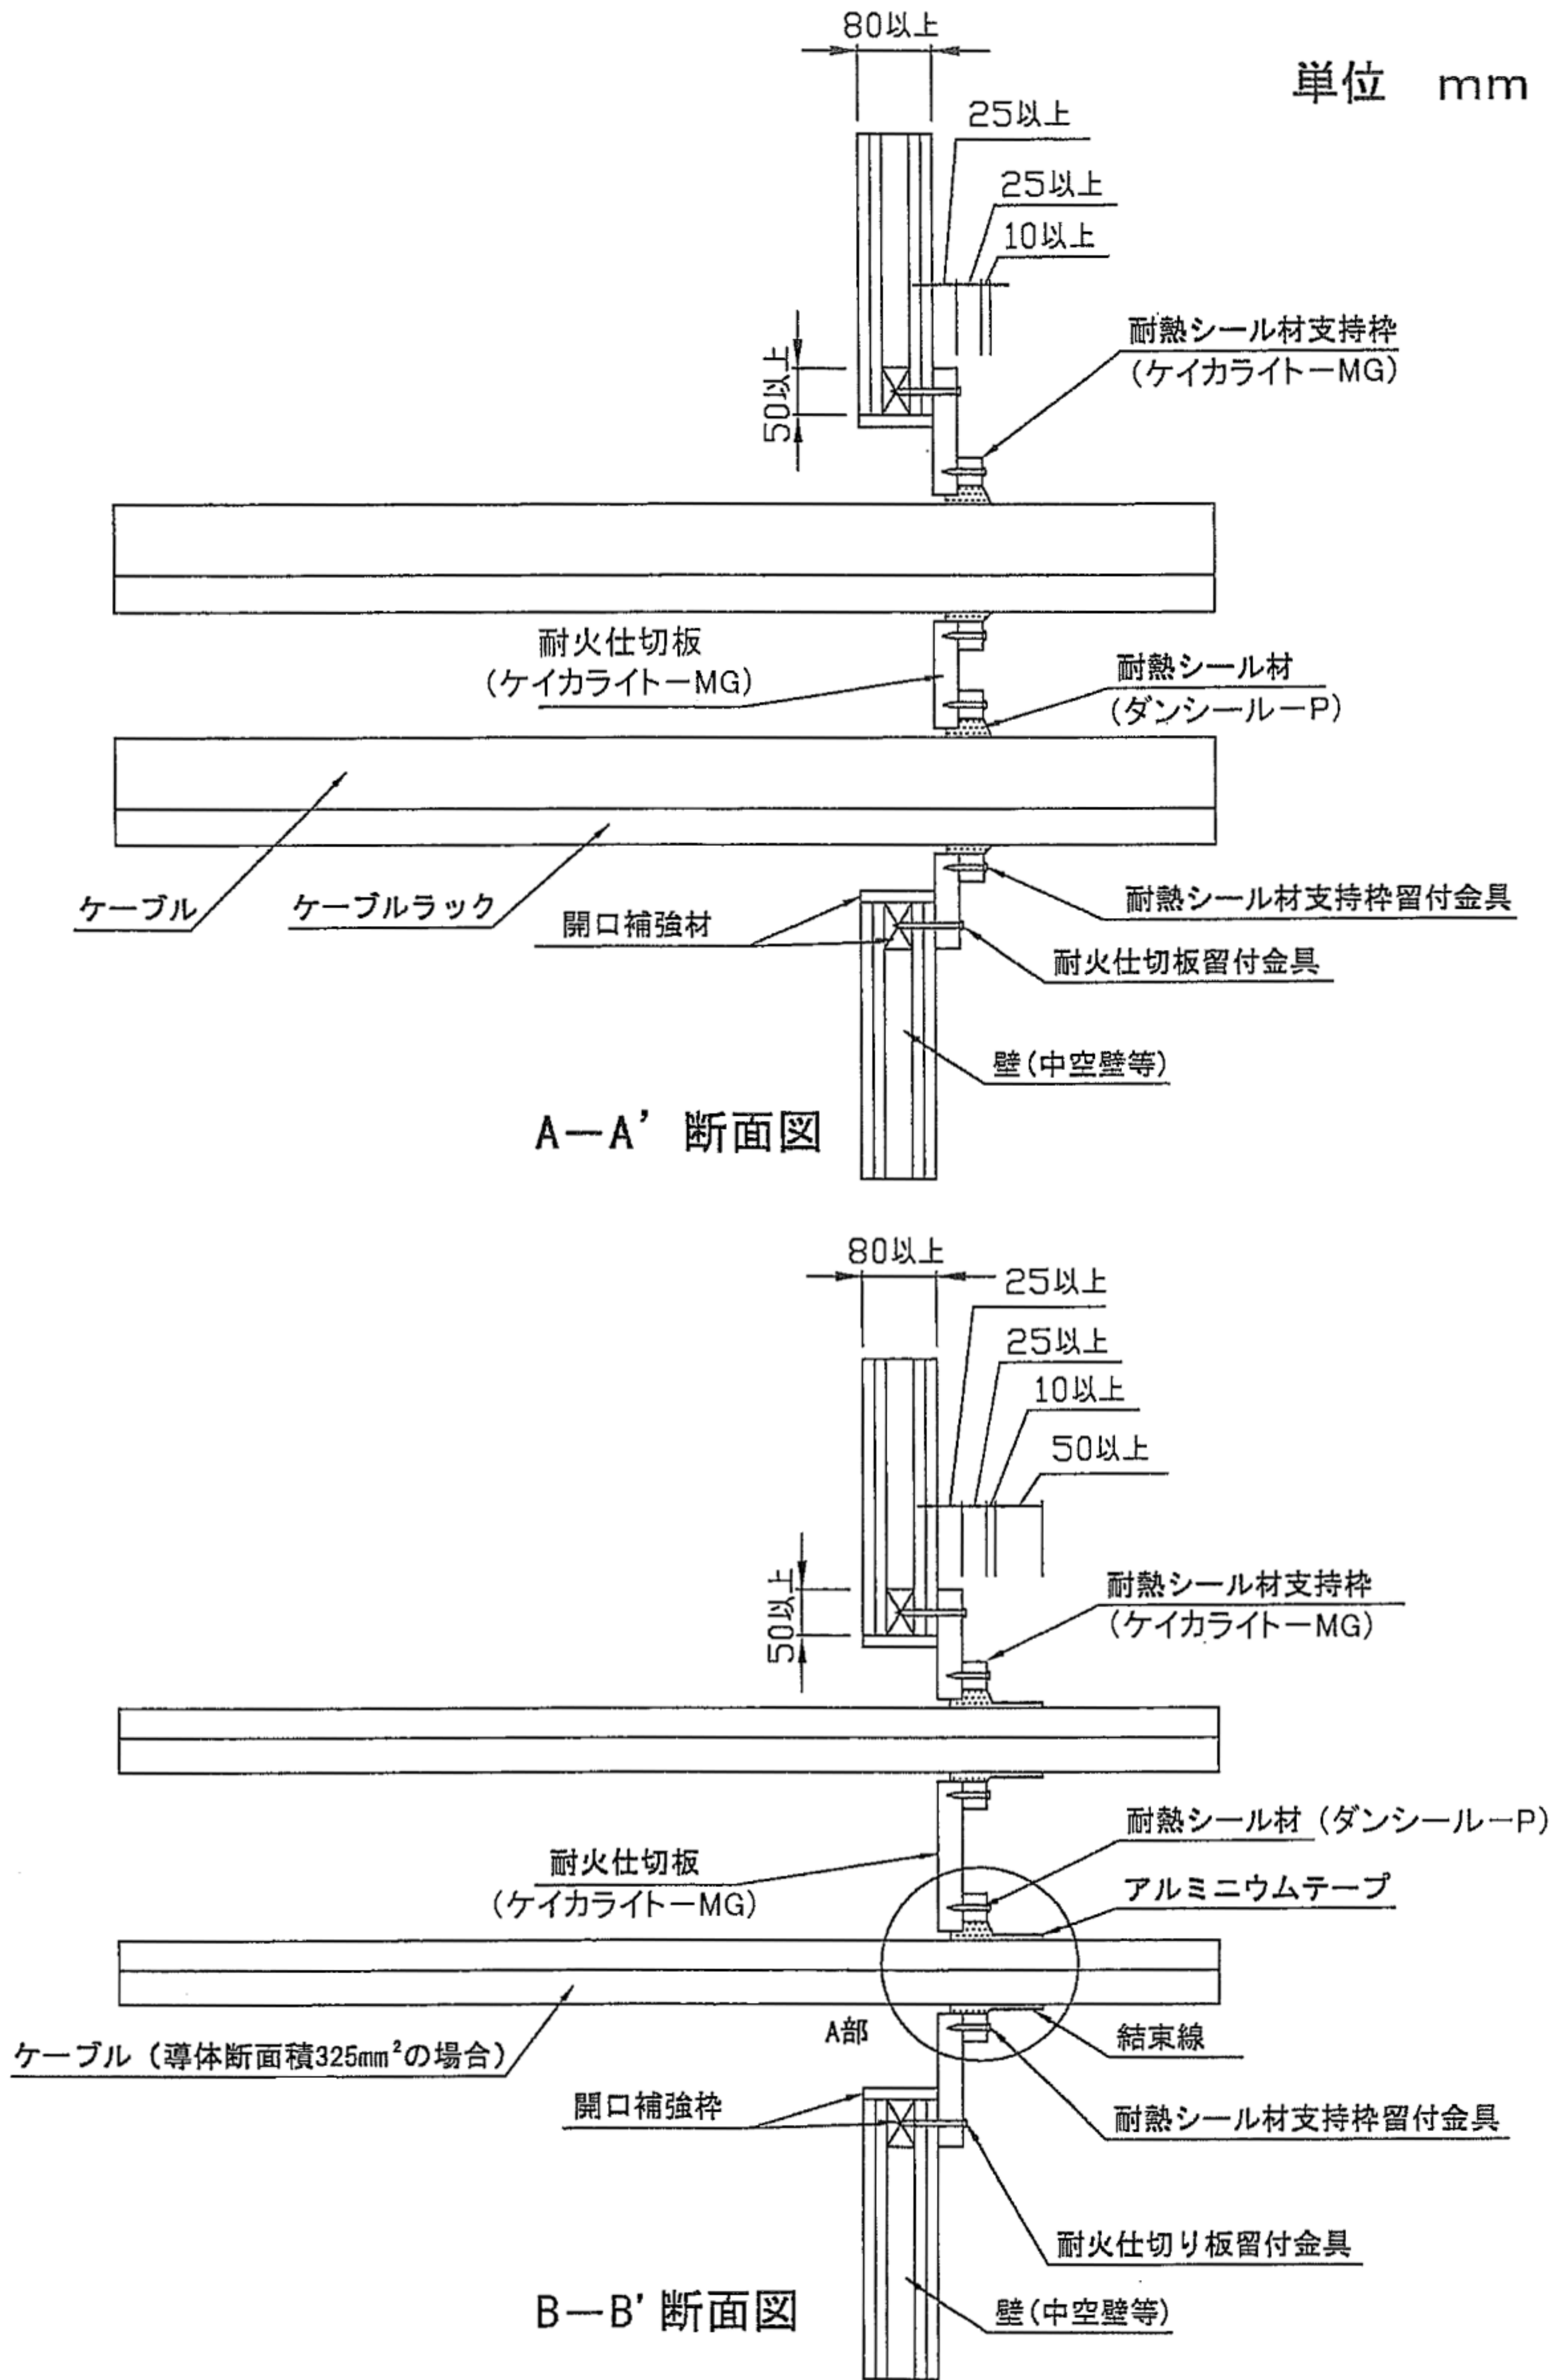 80以上
単位　mm
25以上
25以上
10以上
耐熱シール材支持枠
(ケイカライトーMG)
50以上
耐火仕切板
(ケイカライトーMG)
耐熱シール材
(ダンシールーP)
ケーブル
ケーブルラック
開口補強材
耐熱シール材支持枠留付金具
耐火仕切板留付金具
壁(中空壁等)
A―A’ 断面図
80以上
25以上
25以上
10以上
50以上
50以上
耐熱シール材支持枠
(ケイカライトーMG)
耐熱シール材 (ダンシールーP)
耐火仕切板
(ケイカライトーMG)
アルミニウムテープ
A部
結束線
ケーブル (導体断面積325mm²の場合)
開口補強枠
耐熱シール材支持枠留付金具
耐火仕切り板留付金具
壁(中空壁等)
B―B' 断面図